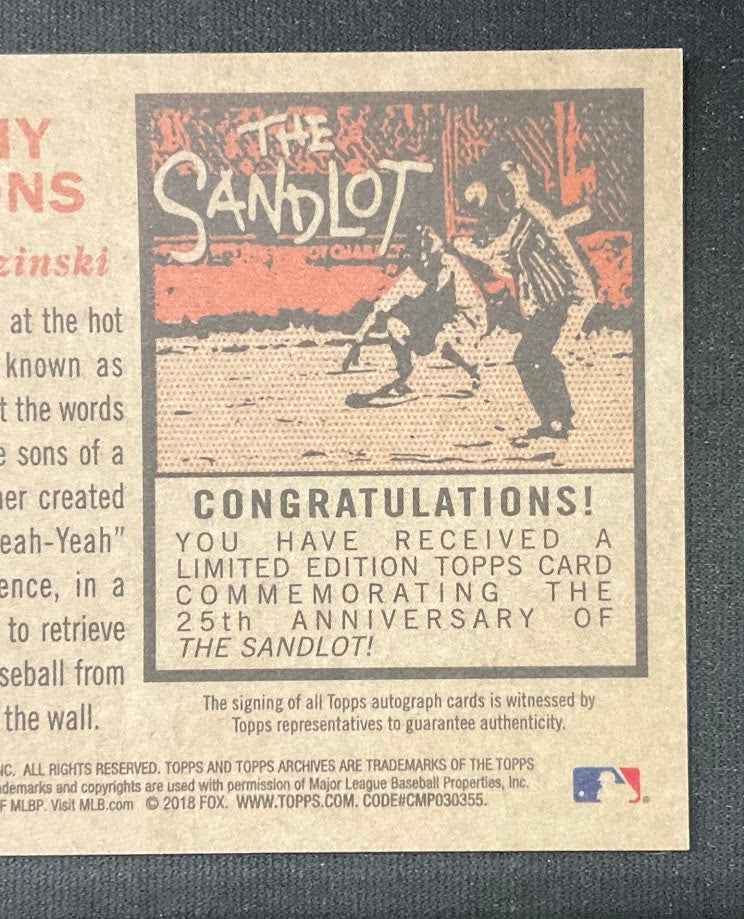 NY
ONS
zinski
at the hot
known as
t the words
e sons of a
er created
eah-Yeah"
ence, in a
to retrieve
seball from
the wall.
THE
SANDLOT
CONGRATULATIONS!
YOU HAVE RECEIVED A
LIMITED EDITION TOPPS CARD
COMMEMORATING THE
25th ANNIVERSARY OF
THE SANDLOT!
The signing of all Topps autograph cards is witnessed by
Topps representatives to guarantee authenticity.
NC. ALL RIGHTS RESERVED. TOPPS AND TOPPS ARCHIVES ARE TRADEMARKS OF THE TOPPS
demarks and copyrights are used with permission of Major League Baseball Properties, Inc.
F MLBP. Visit MLB.com © 2018 FOX. WWW.TOPPS.COM. CODE#CMP030355.